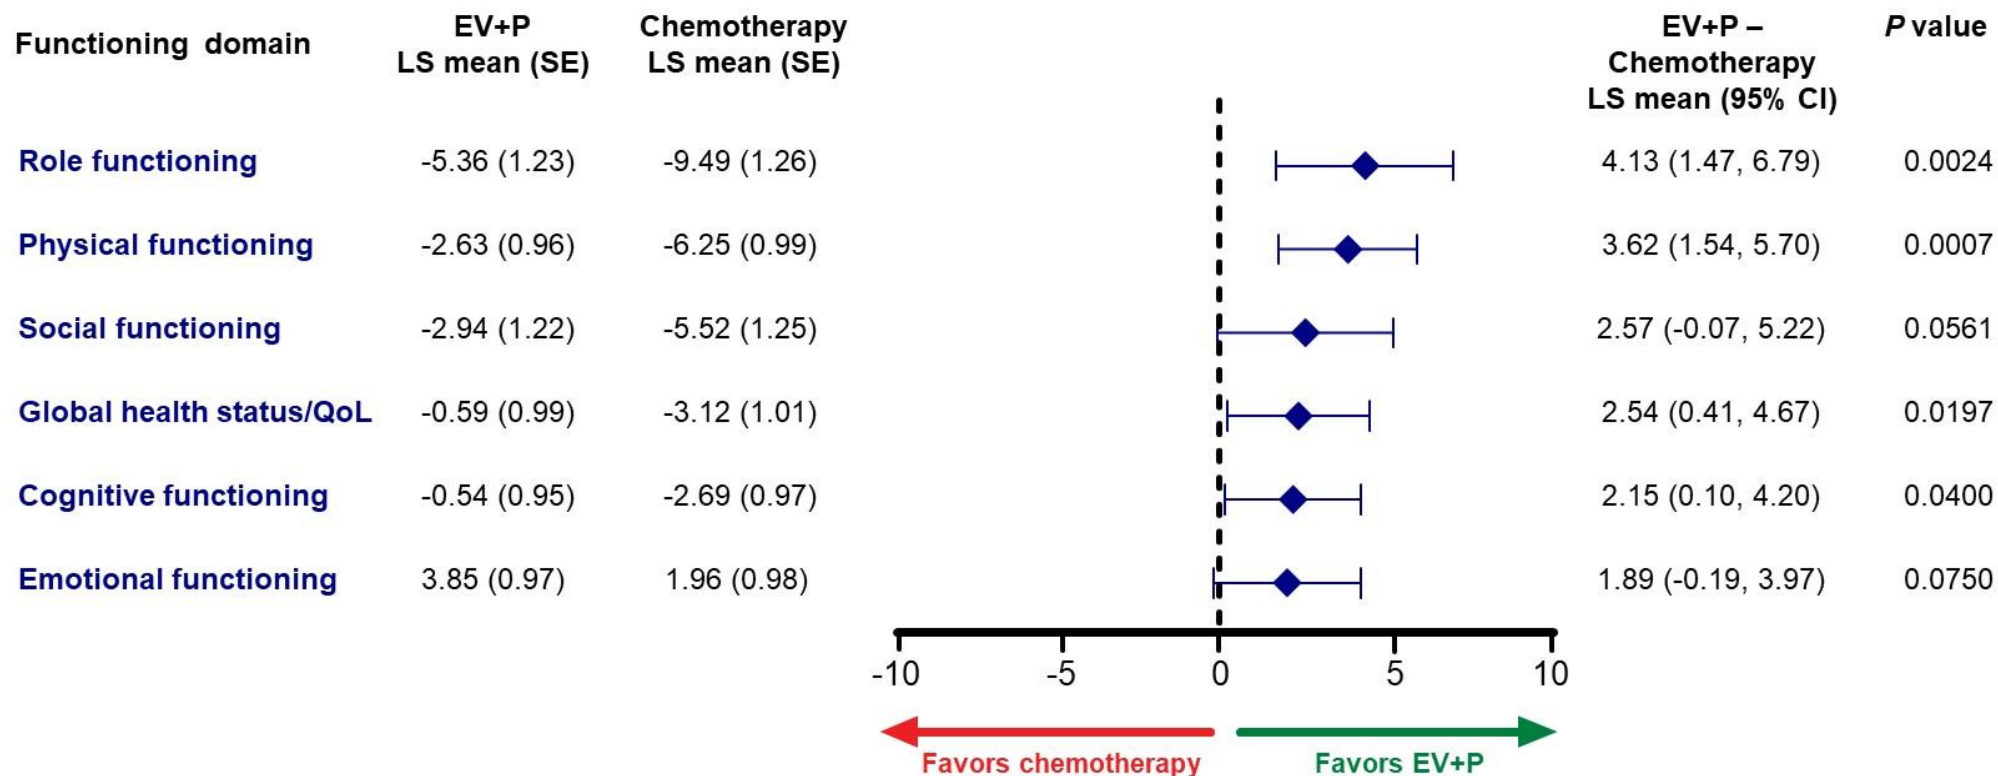 Functioning domain
EV+P
LS mean (SE)
Chemotherapy
LS mean (SE)
EV+P –
Chemotherapy
LS mean (95% CI)
P value
Role functioning -5.36 (1.23) -9.49 (1.26) 4.13 (1.47, 6.79) 0.0024
Physical functioning -2.63 (0.96) -6.25 (0.99) 3.62 (1.54, 5.70) 0.0007
Social functioning -2.94 (1.22) -5.52 (1.25) 2.57 (-0.07, 5.22) 0.0561
Global health status/QoL -0.59 (0.99) -3.12 (1.01) 2.54 (0.41, 4.67) 0.0197
Cognitive functioning -0.54 (0.95) -2.69 (0.97) 2.15 (0.10, 4.20) 0.0400
Emotional functioning 3.85 (0.97) 1.96 (0.98) 1.89 (-0.19, 3.97) 0.0750
-10 -5 0 5 10
Favors chemotherapy Favors EV+P